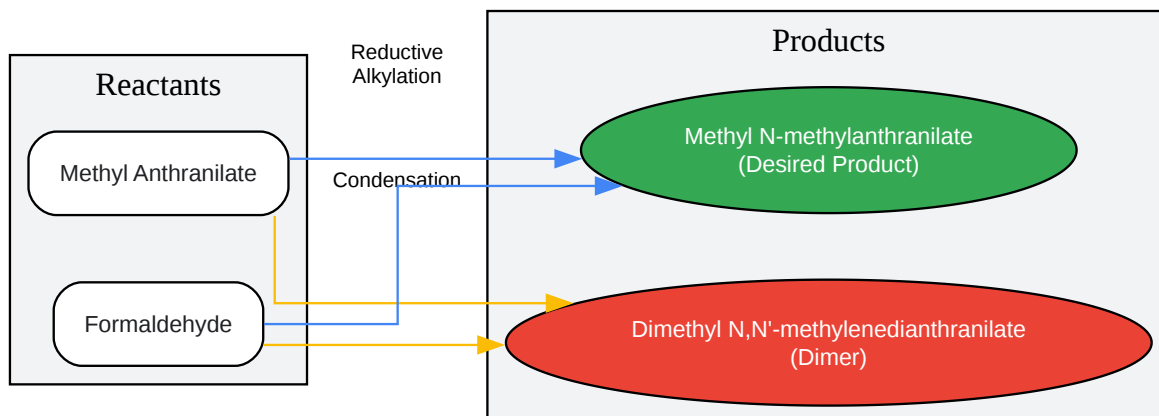 Reactants
Methyl Anthranilate
Formaldehyde
Reductive
Alkylation
Condensation
Products
Methyl N-methylanthranilate
(Desired Product)
Dimethyl N,N'-methylenedianthranilate
(Dimer)